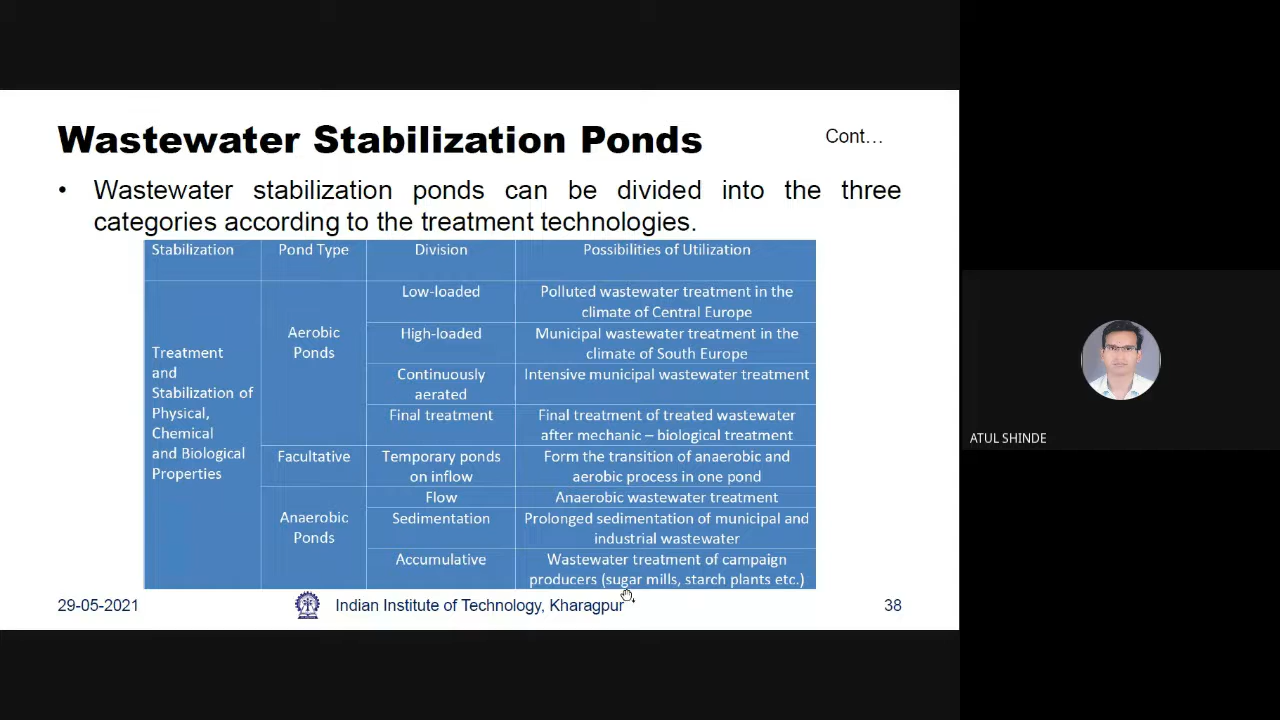 Wastewater Stabilization Ponds
Cont...
• Wastewater stabilization ponds can be divided into the three
categories according to the treatment technologies.
Stabilization Pond Type Division Possibilities of Utilization
Treatment
and
Stabilization of
Physical,
Chemical
and Biological
Properties
Aerobic
Ponds
Low-loaded
Polluted wastewater treatment in the
climate of Central Europe
High-loaded
Municipal wastewater treatment in the
climate of South Europe
Continuously
aerated
Intensive municipal wastewater treatment
Final treatment
Final treatment of treated wastewater
after mechanic – biological treatment
Facultative
Temporary ponds
on inflow
Form the transition of anaerobic and
aerobic process in one pond
Anaerobic
Ponds
Flow
Anaerobic wastewater treatment
Sedimentation
Prolonged sedimentation of municipal and
industrial wastewater
Accumulative
Wastewater treatment of campaign
producers (sugar mills, starch plants etc.)
29-05-2021
Indian Institute of Technology, Kharagpur
38
ATUL SHINDE